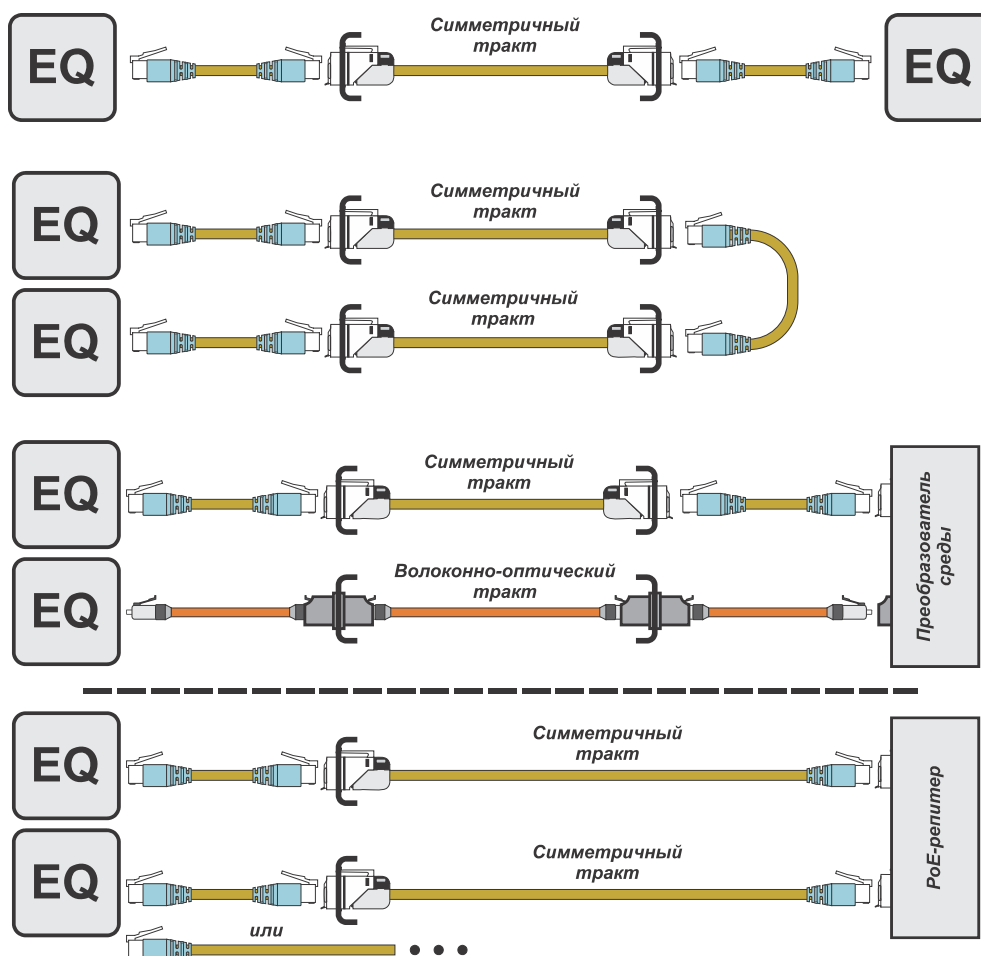 Симметричный
тракт
EQ
EQ
EQ
Симметричный
тракт
EQ
Симметричный
тракт
EQ
Симметричный
тракт
EQ
Волоконно-оптический
тракт
Преобразователь
среды
EQ
Симметричный
тракт
EQ
Симметричный
тракт
PoE-репитер
или